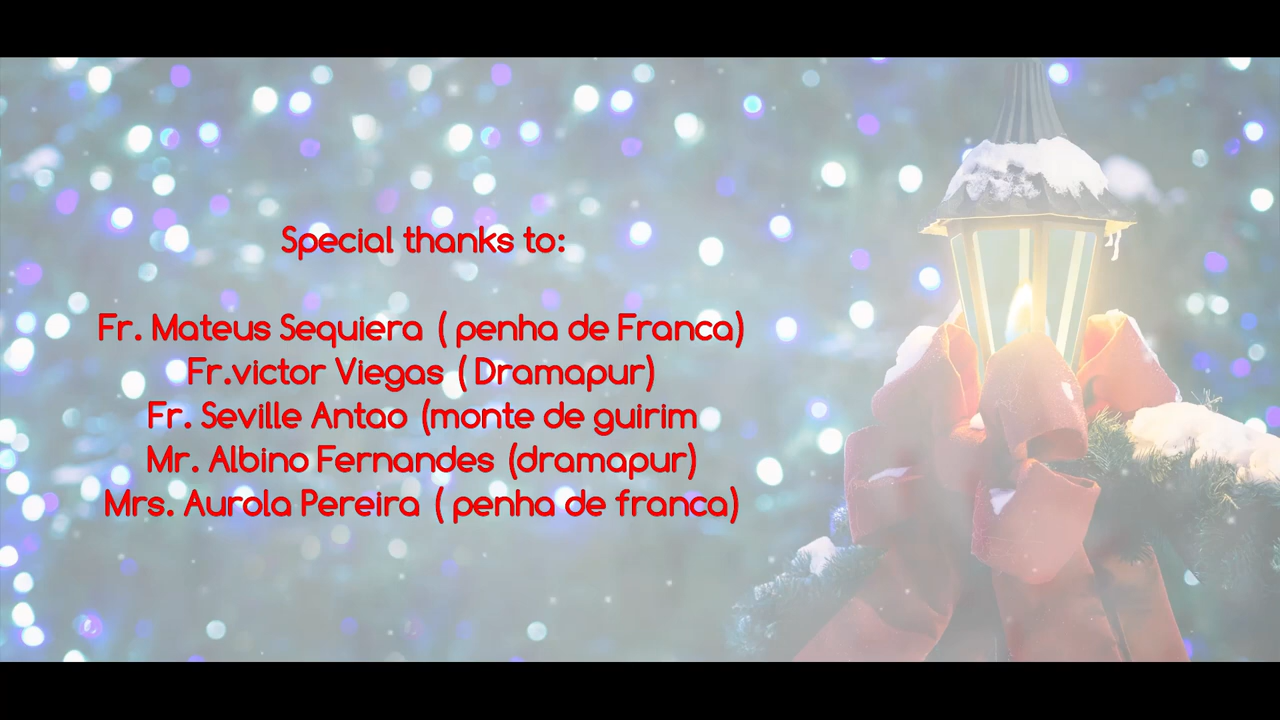 Special thanks to:
Fr. Mateus Sequiera ( penha de Franca)
Fr.victor Viegas ( Dramapur)
Fr. Seville Antao (monte de guirim
Mr. Albino Fernandes (dramapur)
Mrs. Aurola Pereira ( penha de franca)